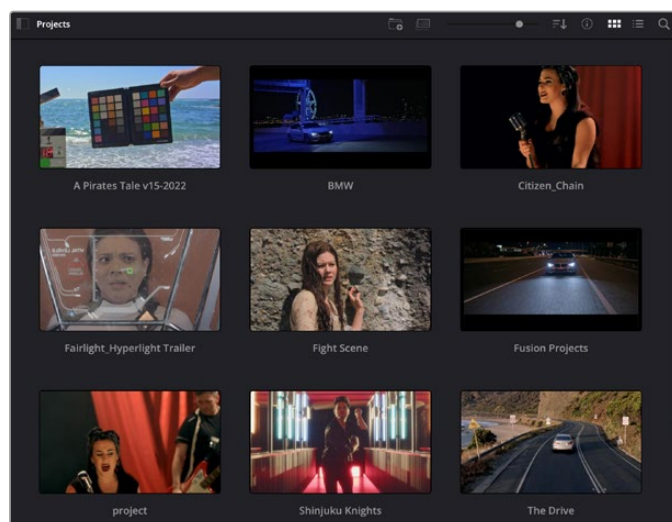 Projects
A Pirates Tale v15-2022
BMW
Citizen_Chain
Fairlight_Hyperlight Trailer
Fight Scene
Fusion Projects
project
Shinjuku Knights
The Drive